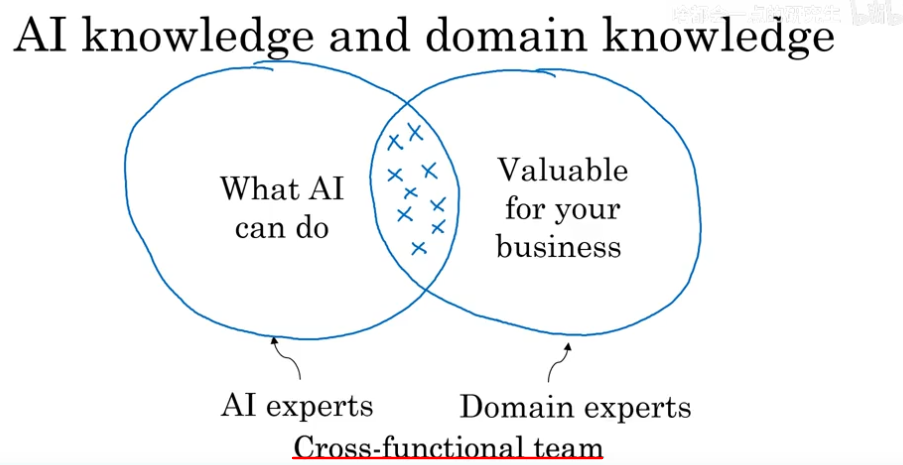 AI knowledge and domain knowledge
What AI
can do
Valuable
for your
business
AI experts
Domain experts
Cross-functional team